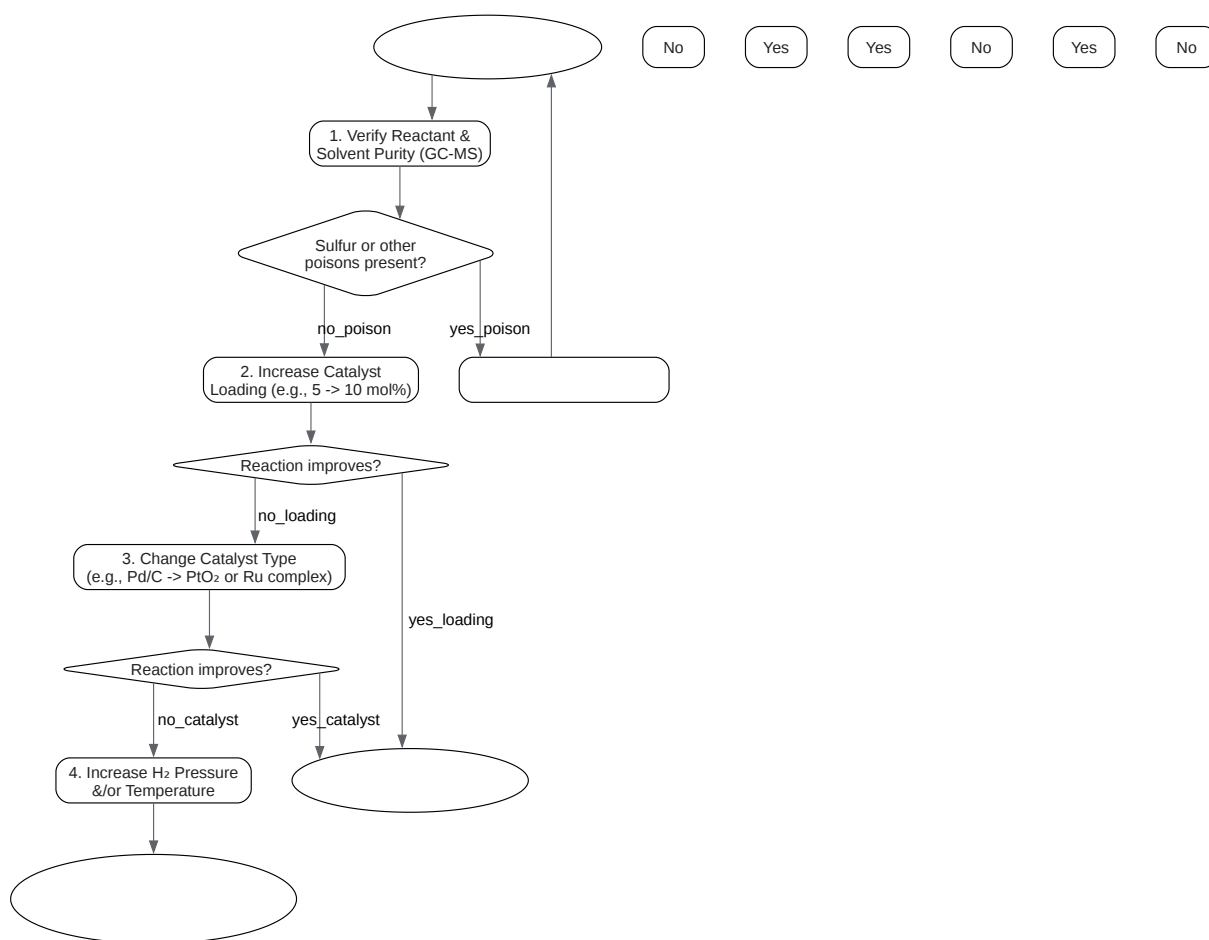 No
Yes
Yes
No
Yes
No
1. Verify Reactant &
Solvent Purity (GC-MS)
Sulfur or other
poisons present?
no_poison
yes_poison
2. Increase Catalyst
Loading (e.g., 5 -> 10 mol%)
Reaction improves?
no_loading
3. Change Catalyst Type
(e.g., Pd/C -> PtO₂ or Ru complex)
yes_loading
Reaction improves?
no_catalyst
yes_catalyst
4. Increase H₂ Pressure
&/or Temperature